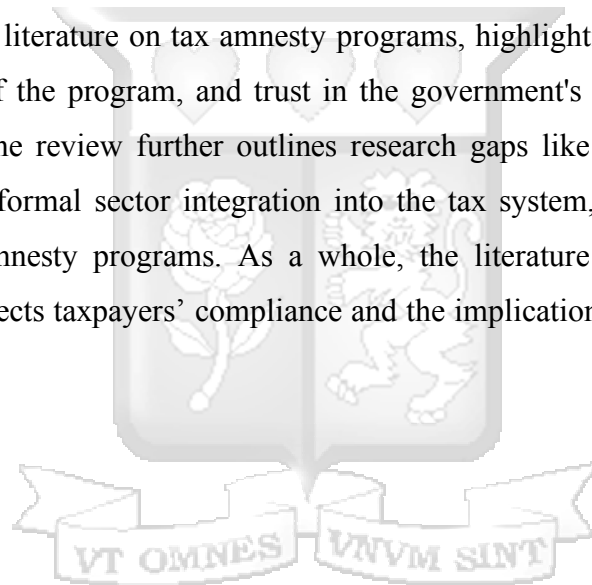 literature on tax amnesty programs, highlight
f the program, and trust in the government's
ne review further outlines research gaps like
formal sector integration into the tax system,
nnesty programs. As a whole, the literature
ects taxpayers’ compliance and the implication
VT OMNES VNVM SINT